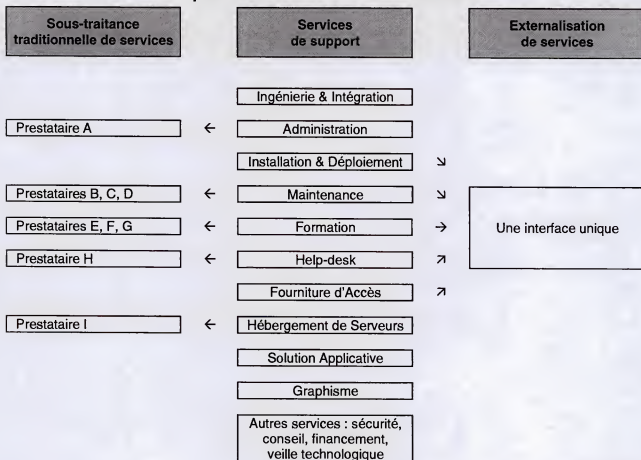 Sous-traitance
traditionnelle de services
Services
de support
Externalisation
de services
Ingénierie & Intégration
Prestataire A ← Administration
Installation & Déploiement ↘
Prestataires B, C, D ← Maintenance ↘
Prestataires E, F, G ← Formation → Une interface unique
Prestataire H ← Help-desk ↗
Fourniture d'Accès ↗
Prestataire I ← Hébergement de Serveurs
Solution Applicative
Graphisme
Autres services : sécurité,
conseil, financement,
veille technologique